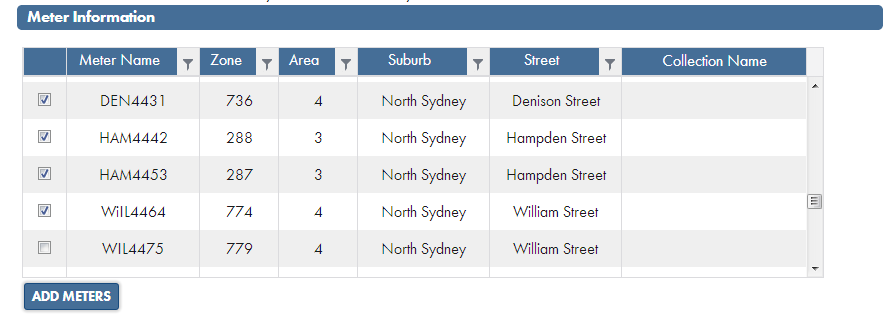 Meter Information
Meter Name Zone Area Suburb Street Collection Name
DEN4431 736 4 North Sydney Denison Street
HAM4442 288 3 North Sydney Hampden Street
HAM4453 287 3 North Sydney Hampden Street
WiIL4464 774 4 North Sydney William Street
WIL4475 779 4 North Sydney William Street
ADD METERS